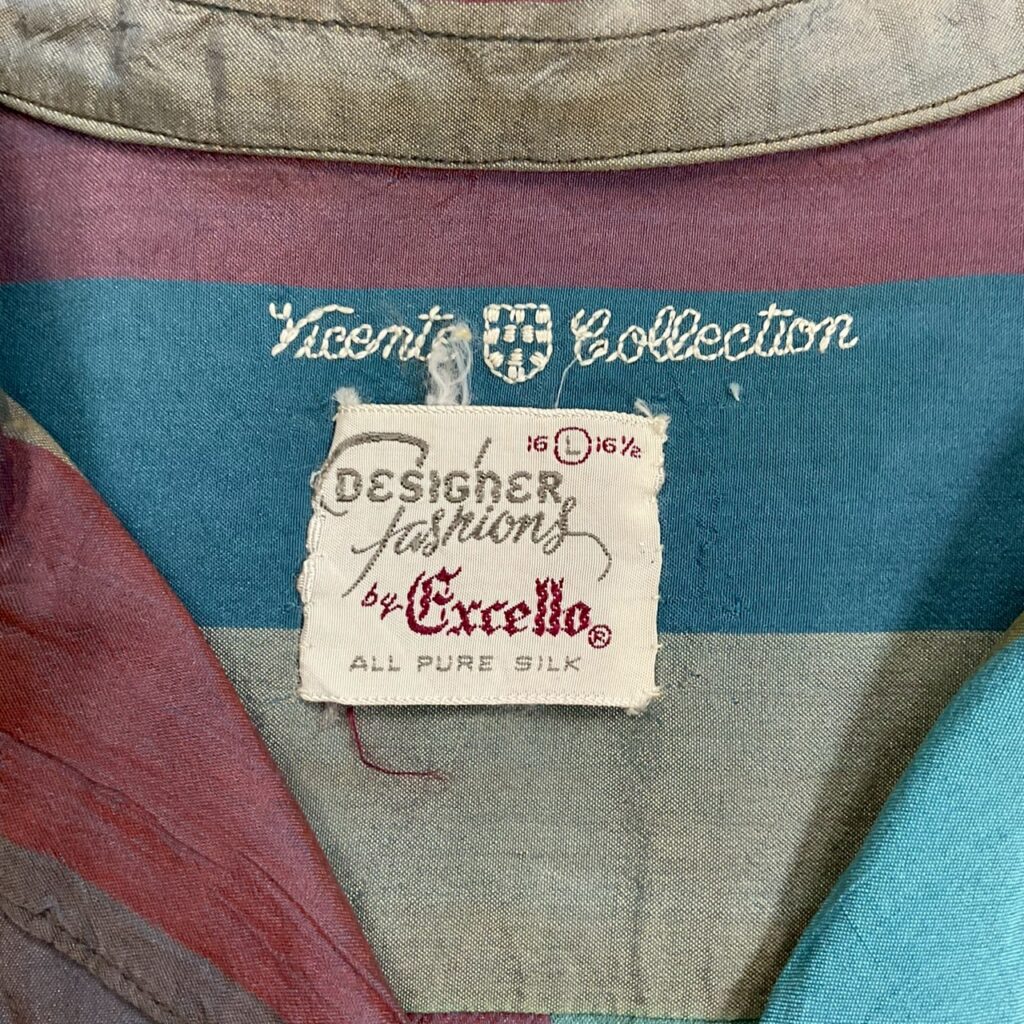 Vicente Collection
16 L 16½
DESIGNER
fashions
by Excello®
ALL PURE SILK